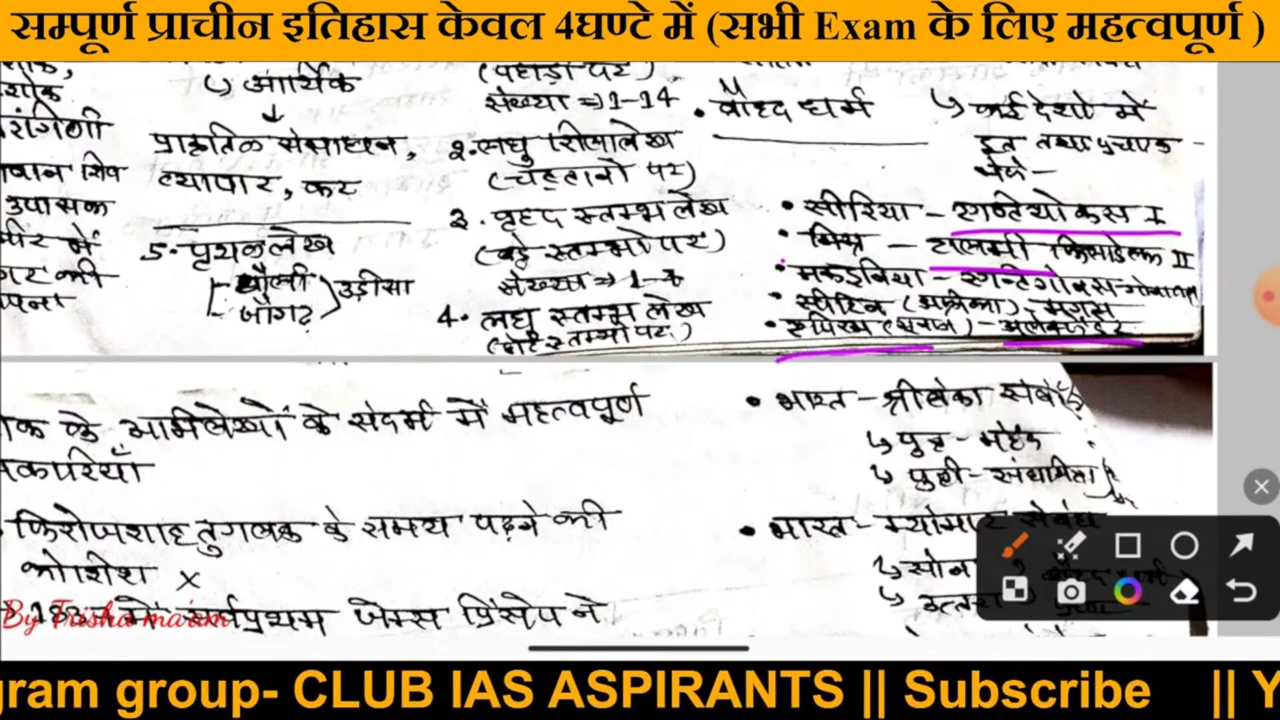 सम्पूर्ण प्राचीन इतिहास केवल 4घण्टे में (सभी Exam के लिए महत्वपूर्ण )
↳ आर्थिक
↓
प्राकृतिक संसाधन,
व्यापार, कर
5. पृथक लेख
धौली
जौगढ़
उड़ीसा
रंगिणी
उपासक
संख्या ⇒ 1-14
2. लघु शिलालेख
(चट्टानो पर)
3. वृहद स्तम्भ लेख
(बड़े स्तम्भो पर)
संख्या ⇒ 1-7
4. लघु स्तम्भ लेख
(छोटे स्तम्भो पर)
• बौद्ध धर्म
↳ कई देशो में
दूत तथा प्रचारक
भेजे -
• सीरिया - एण्टियोकस I
• मिश्र - टालमी फिलाडेल्फ II
• मकदूनिया - एन्टिगोनस
• सीरिन (अफ्रीका) मगस
• एपिरस ( ) - अलेक्जेंडर
के अभिलेखों के संदर्भ में महत्वपूर्ण
फिरोजशाह तुगलक के समय पढ़ने की
कोशिश ×
में सर्वप्रथम जेम्स प्रिंसेप ने
By Trisha ma'am
• भारत - श्रीलंका संबंध
↳ पुत्र - महेंद्र
↳ पुत्री - संघमित्रा
• भारत - म्यांमार संबंध
gram group- CLUB IAS ASPIRANTS || Subscribe || Y